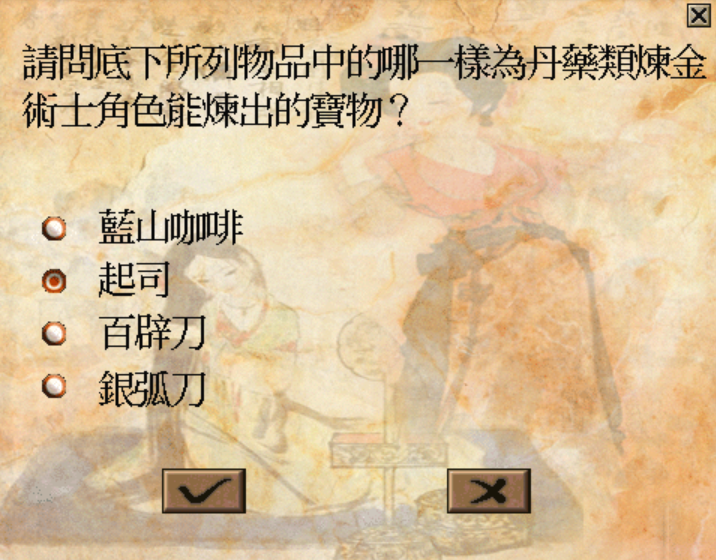 請問底下所列物品中的哪一樣為丹藥類煉金
術士角色能煉出的寶物？
藍山咖啡
起司
百辟刀
銀弧刀